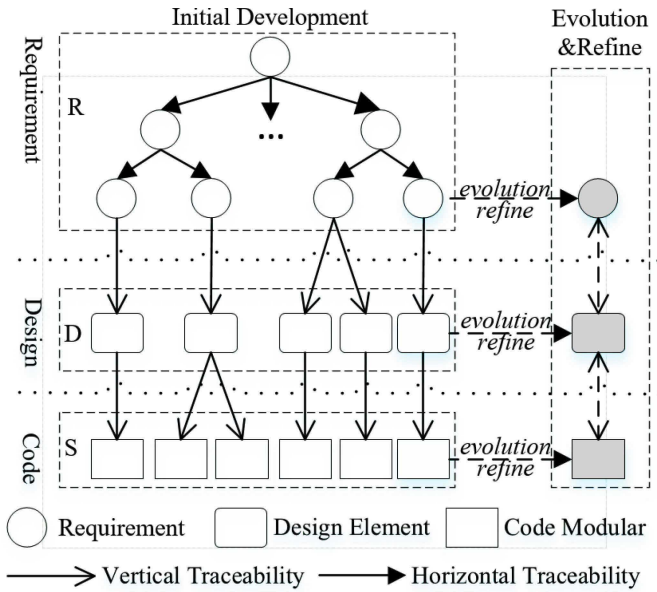 Initial Development
Evolution
&Refine
Requirement
R
...
evolution
refine
Design
D
evolution
refine
Code
S
evolution
refine
Requirement
Design Element
Code Modular
Vertical Traceability
Horizontal Traceability